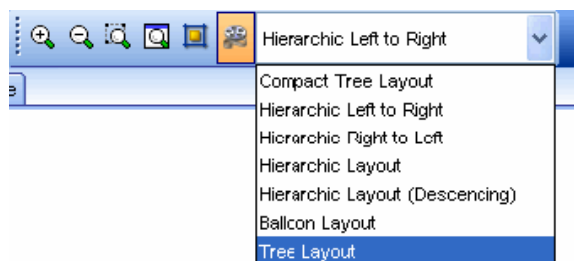 Hierarchic Left to Right
e
Compact Tree Layout
Hierarchic Left to Right
Hierarchic Right to Left
Hierarchic Layout
Hierarchic Layout (Descencing)
Ballcon Layout
Tree Layout